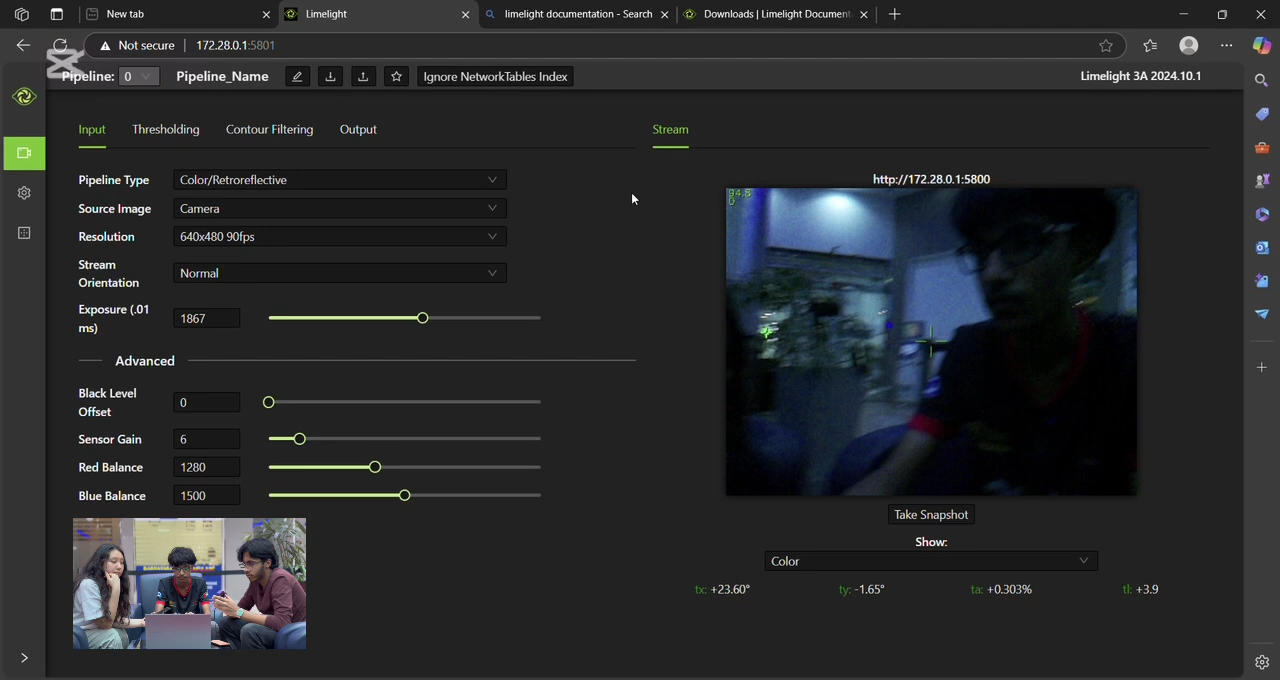 New tab
Limelight
limelight documentation - Search
Downloads | Limelight Document
Not secure
172.28.0.1:5801
Pipeline:
0
Pipeline_Name
Ignore NetworkTables Index
Limelight 3A 2024.10.1
Input
Thresholding
Contour Filtering
Output
Stream
Pipeline Type
Color/Retroreflective
Source Image
Camera
Resolution
640x480 90fps
Stream
Orientation
Normal
Exposure (.01
ms)
1867
Advanced
Black Level
Offset
0
Sensor Gain
6
Red Balance
1280
Blue Balance
1500
http://172.28.0.1:5800
94.8
0
Take Snapshot
Show:
Color
tx: +23.60°
ty: -1.65°
ta: +0.303%
tl: +3.9